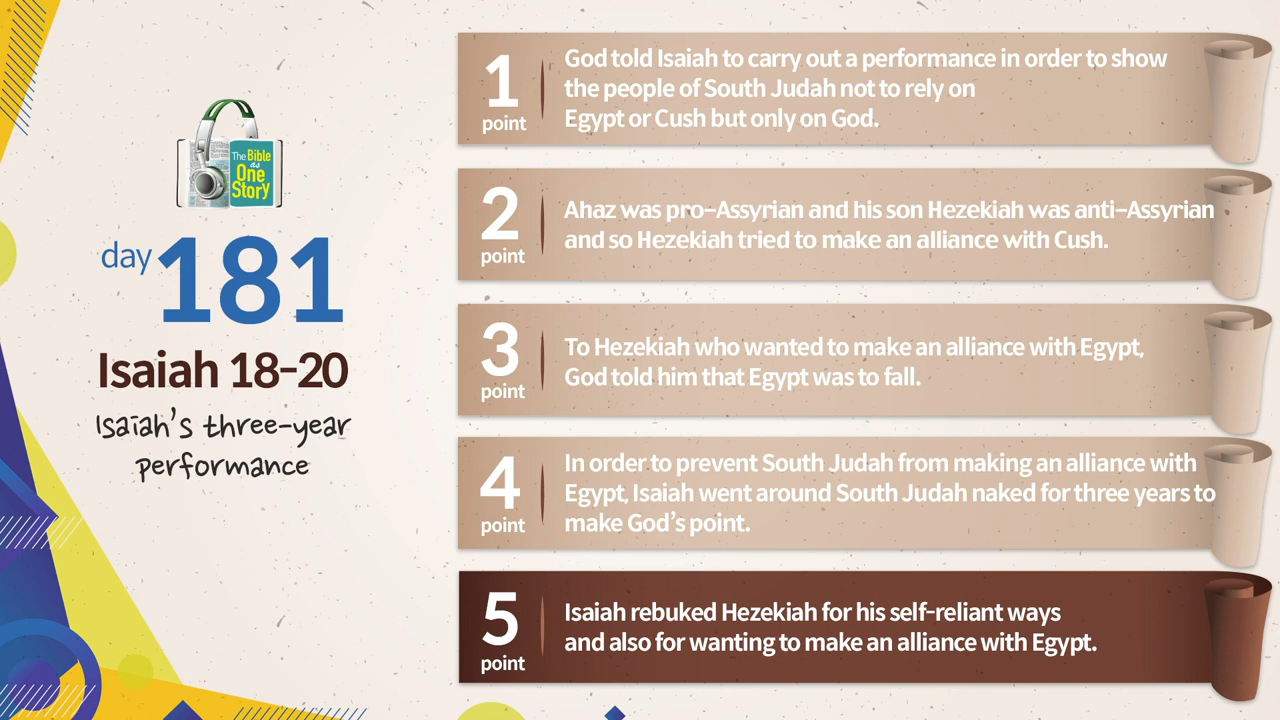 The Bible
as
One
Story
day 181
Isaiah 18-20
Isaiah's three-year
performance
1
point
God told Isaiah to carry out a performance in order to show
the people of South Judah not to rely on
Egypt or Cush but only on God.
2
point
Ahaz was pro-Assyrian and his son Hezekiah was anti-Assyrian
and so Hezekiah tried to make an alliance with Cush.
3
point
To Hezekiah who wanted to make an alliance with Egypt,
God told him that Egypt was to fall.
4
point
In order to prevent South Judah from making an alliance with
Egypt, Isaiah went around South Judah naked for three years to
make God's point.
5
point
Isaiah rebuked Hezekiah for his self-reliant ways
and also for wanting to make an alliance with Egypt.